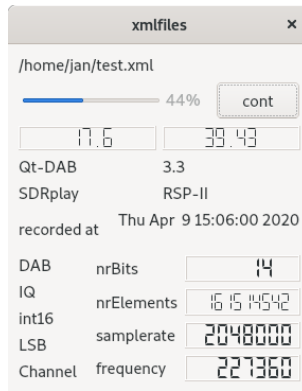 xmlfiles ×
/home/jan/test.xml
44% cont
17.6 39.43
Qt-DAB 3.3
SDRplay RSP-II
recorded at Thu Apr 9 15:06:00 2020
DAB nrBits 14
IQ nrElements 161514542
int16
LSB samplerate 2048000
Channel frequency 227360